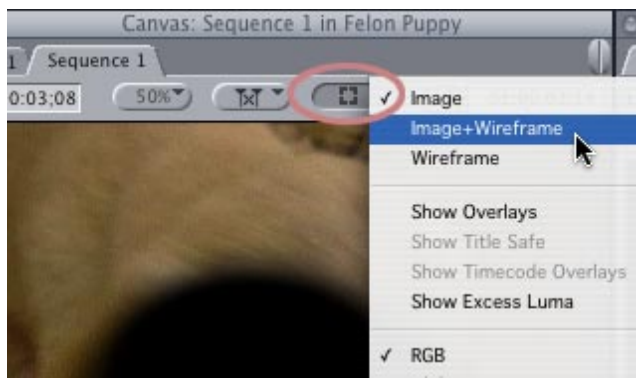 Canvas: Sequence 1 in Felon Puppy
1 Sequence 1
0:03;08 50%
✓ Image
Image+Wireframe
Wireframe
Show Overlays
Show Title Safe
Show Timecode Overlays
Show Excess Luma
✓ RGB